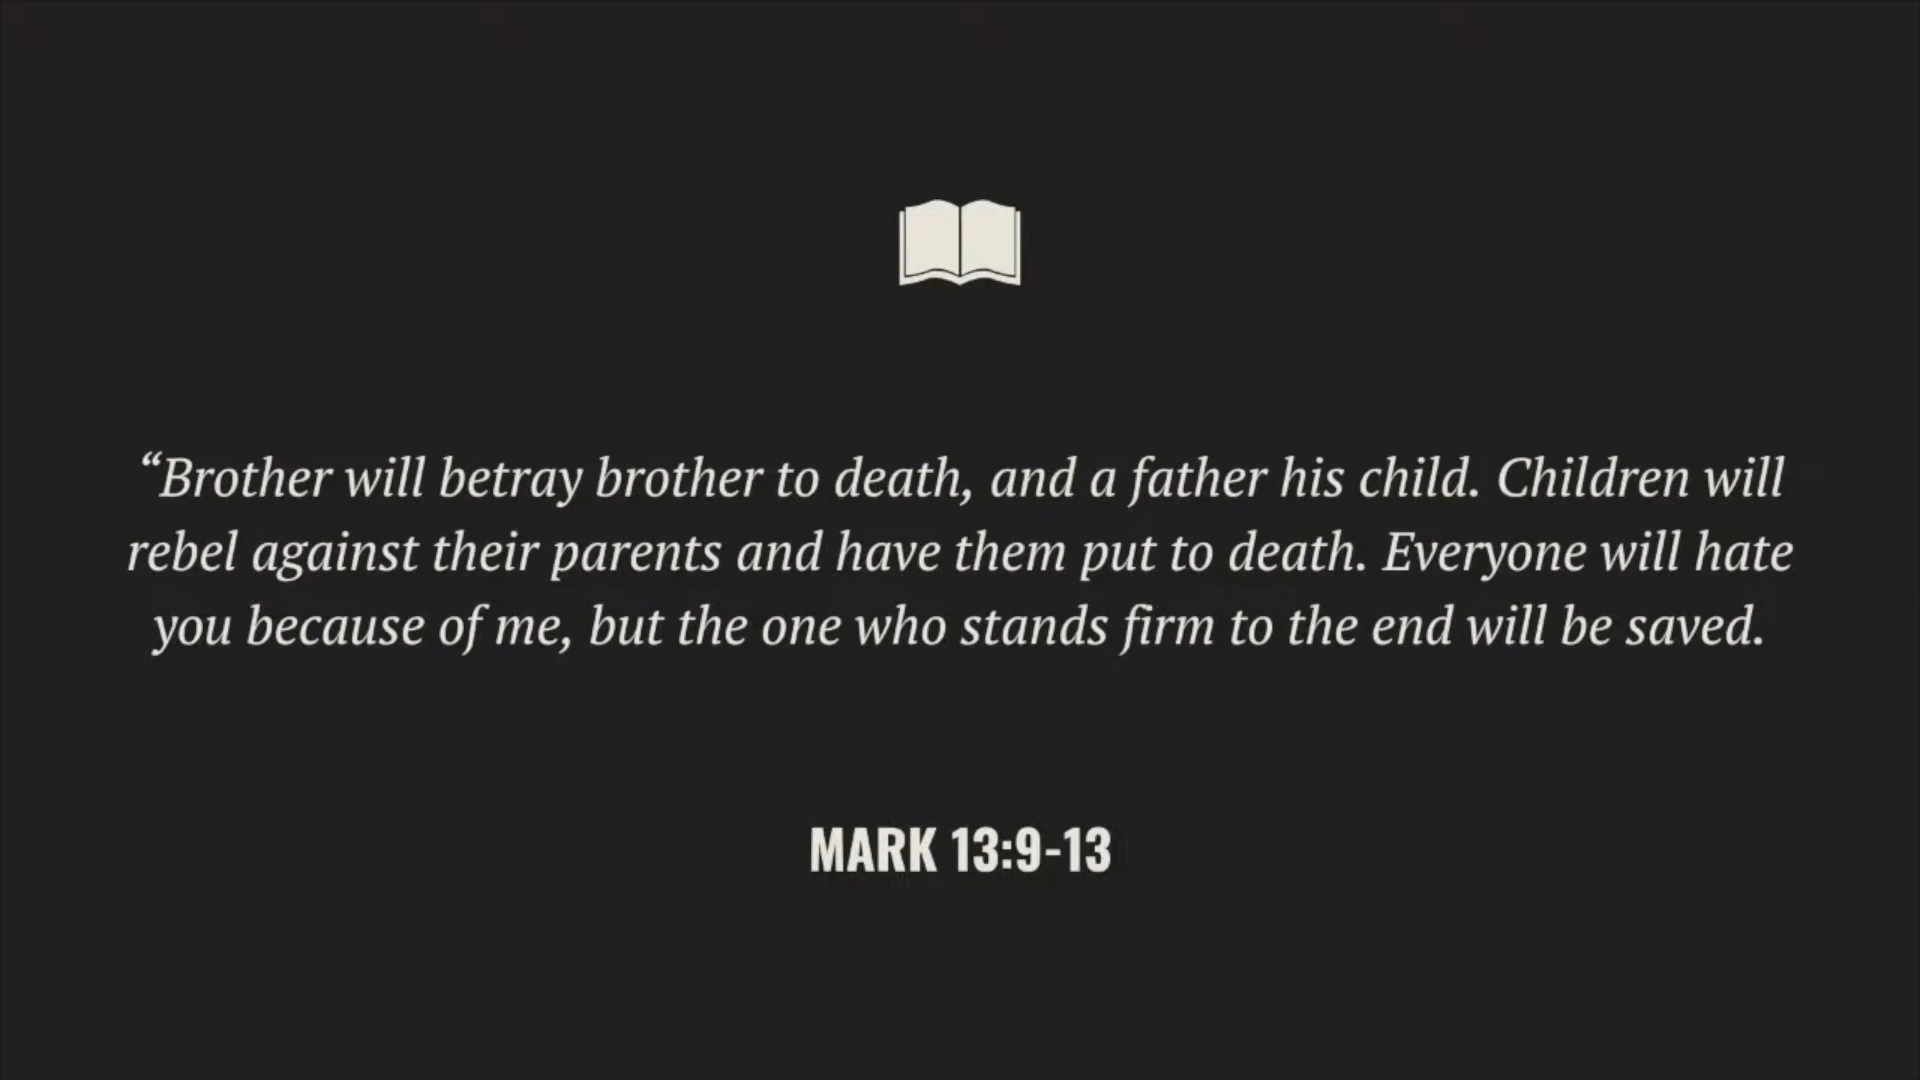 “Brother will betray brother to death, and a father his child. Children will
rebel against their parents and have them put to death. Everyone will hate
you because of me, but the one who stands firm to the end will be saved.
MARK 13:9-13